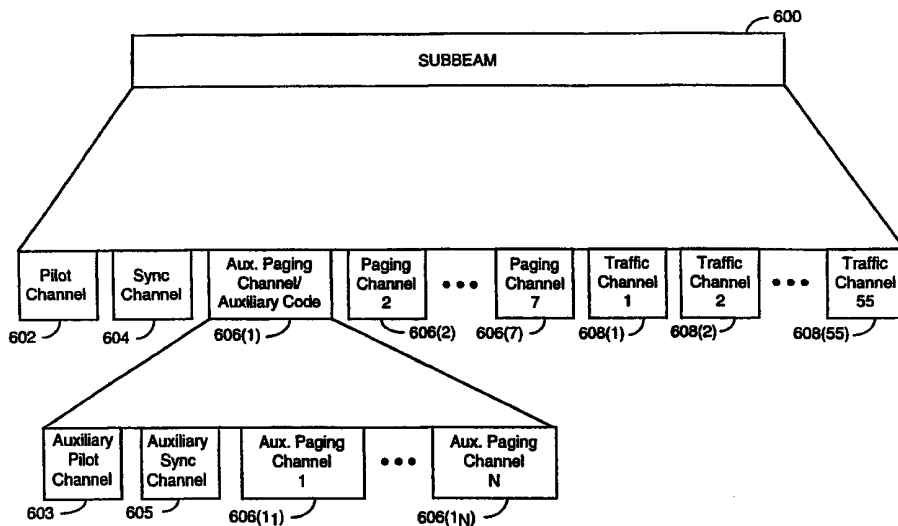 600
SUBBEAM
Pilot
Channel
Sync
Channel
Aux. Paging
Channel/
Auxiliary Code
Paging
Channel
2
•••
Paging
Channel
7
Traffic
Channel
1
Traffic
Channel
2
•••
Traffic
Channel
55
602
604
606(1)
606(2)
606(7)
608(1)
608(2)
608(55)
Auxiliary
Pilot
Channel
Auxiliary
Sync
Channel
Aux. Paging
Channel
1
•••
Aux. Paging
Channel
N
603
605
606(11)
606(1N)